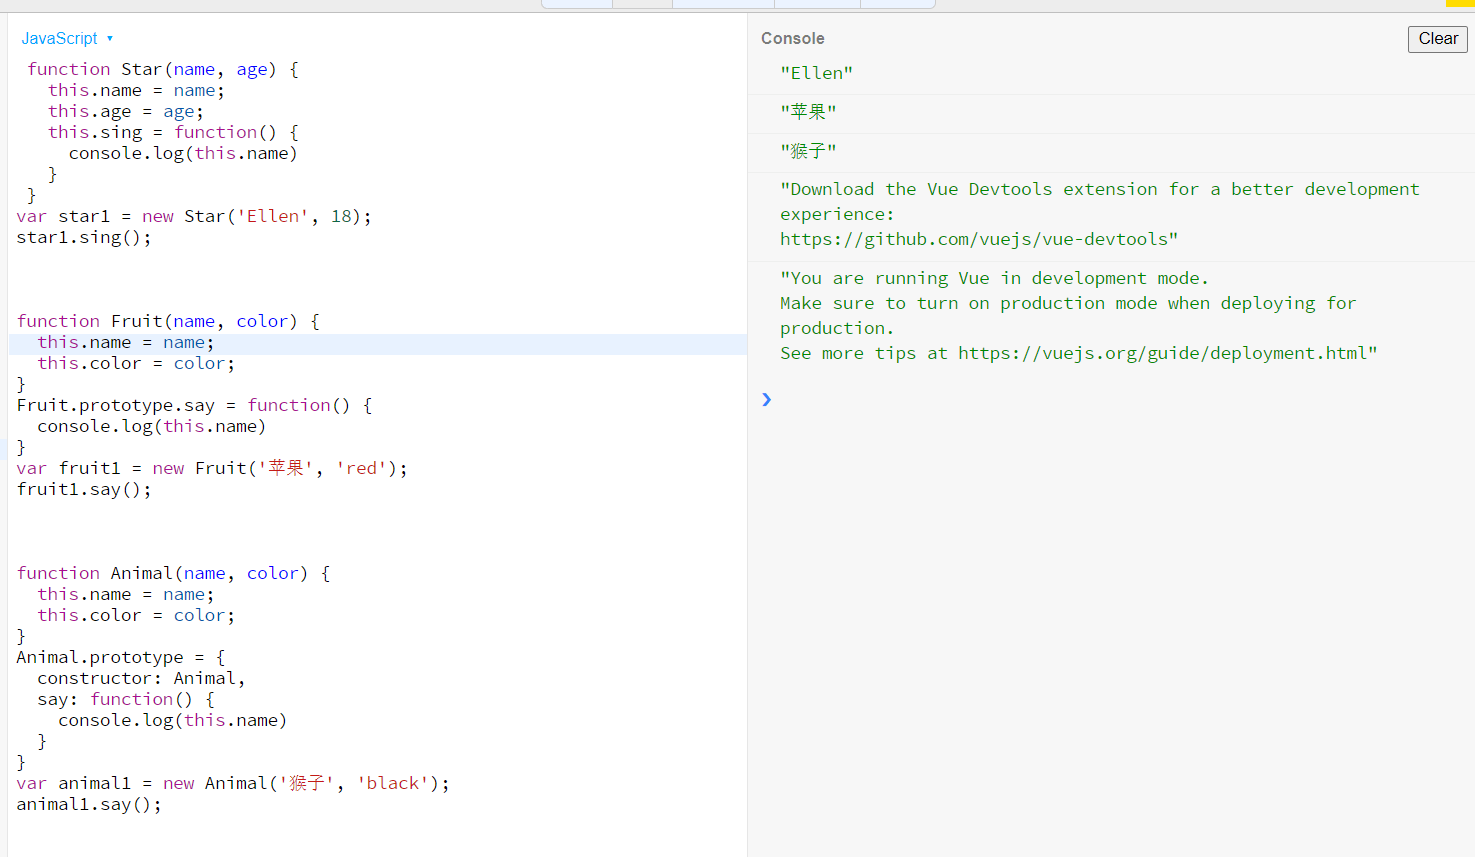 JavaScript
function Star(name, age) {
this.name = name;
this.age = age;
this.sing = function() {
console.log(this.name)
}
}
var star1 = new Star('Ellen', 18);
star1.sing();
function Fruit(name, color) {
this.name = name;
this.color = color;
}
Fruit.prototype.say = function() {
console.log(this.name)
}
var fruit1 = new Fruit('苹果', 'red');
fruit1.say();
function Animal(name, color) {
this.name = name;
this.color = color;
}
Animal.prototype = {
constructor: Animal,
say: function() {
console.log(this.name)
}
}
var animal1 = new Animal('猴子', 'black');
animal1.say();
Console
Clear
"Ellen"
"苹果"
"猴子"
"Download the Vue Devtools extension for a better development
experience:
https://github.com/vuejs/vue-devtools"
"You are running Vue in development mode.
Make sure to turn on production mode when deploying for
production.
See more tips at https://vuejs.org/guide/deployment.html"